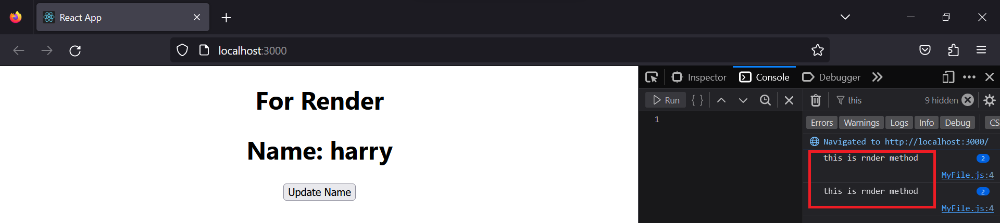 React App
localhost:3000
For Render
Name: harry
Update Name
Inspector
Console
Debugger
Run
{ }
this
9 hidden
1
Errors
Warnings
Logs
Info
Debug
CS
Navigated to http://localhost:3000/
this is rnder method
2
MyFile.js:4
this is rnder method
2
MyFile.js:4